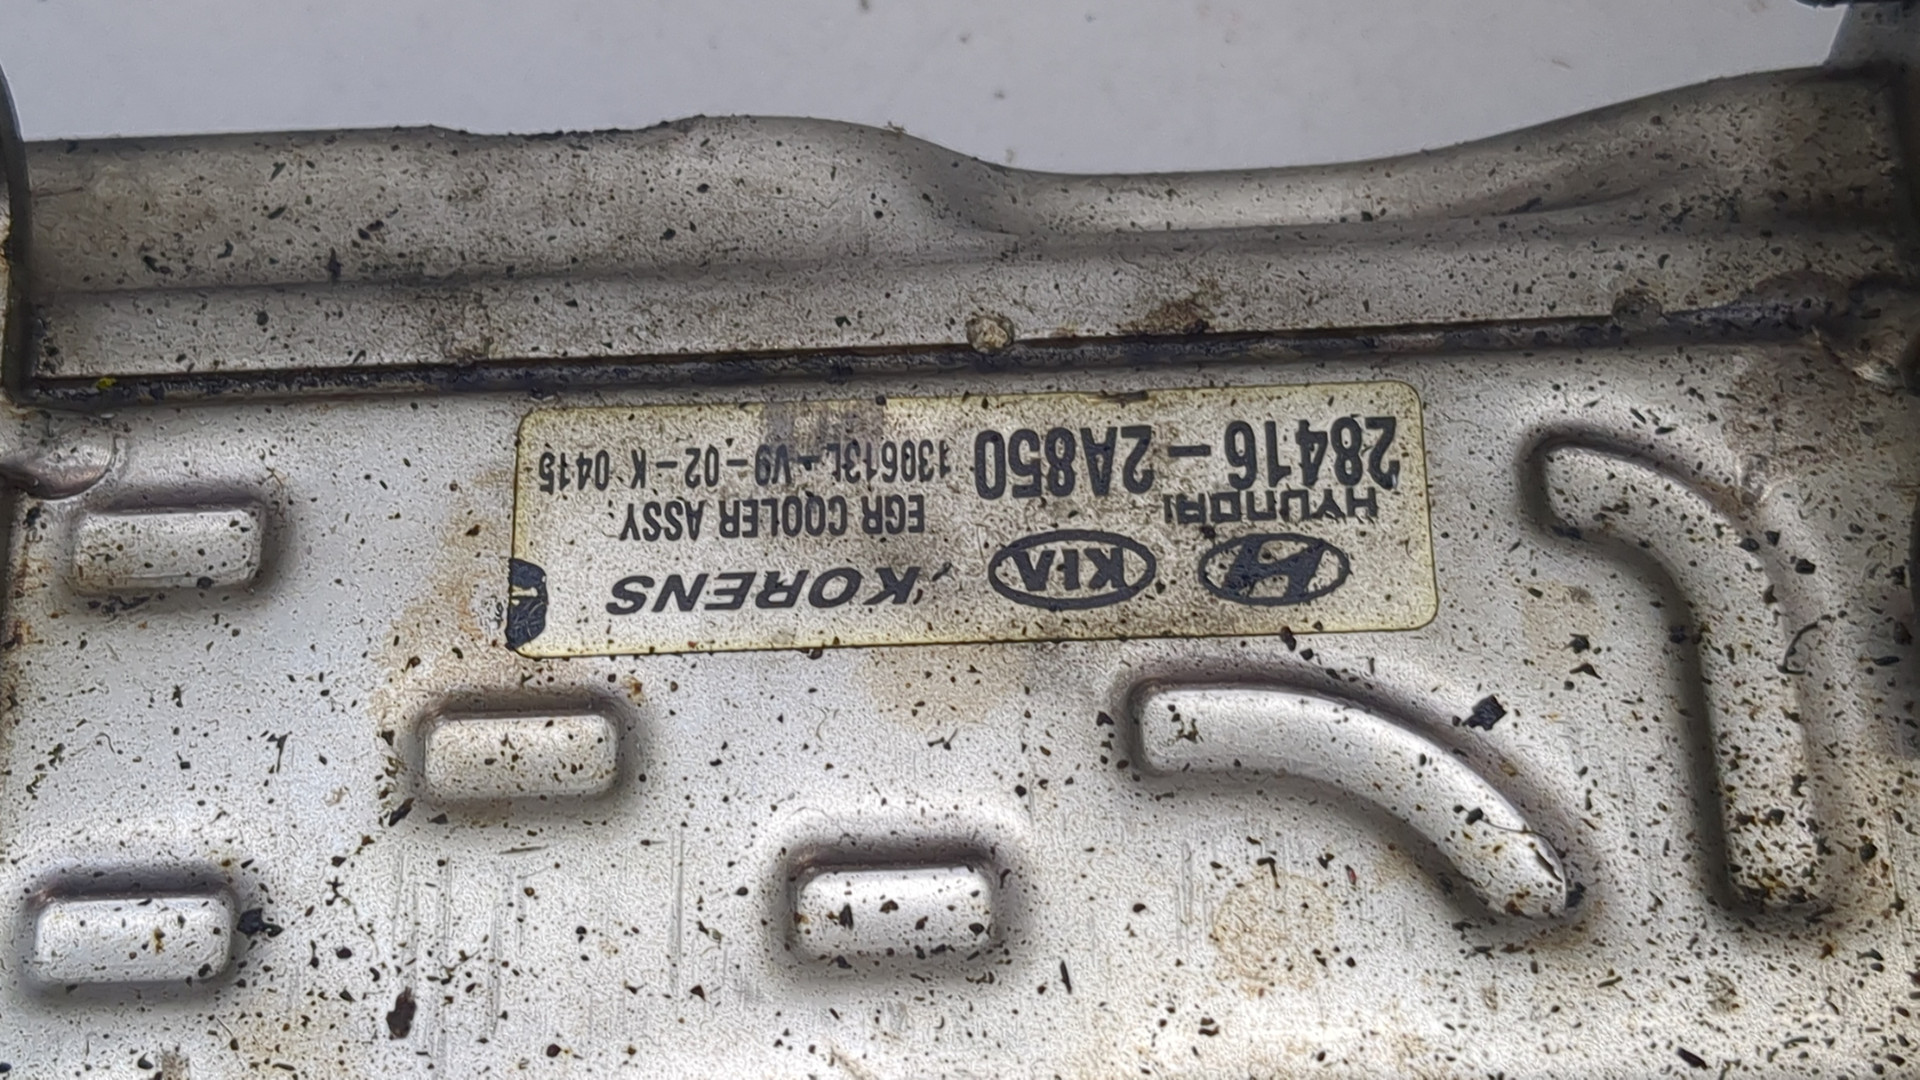 KIA KORENS
HYUNDAI EGR COOLER ASSY
28416-2A850 130613L-V9-02-K 0415